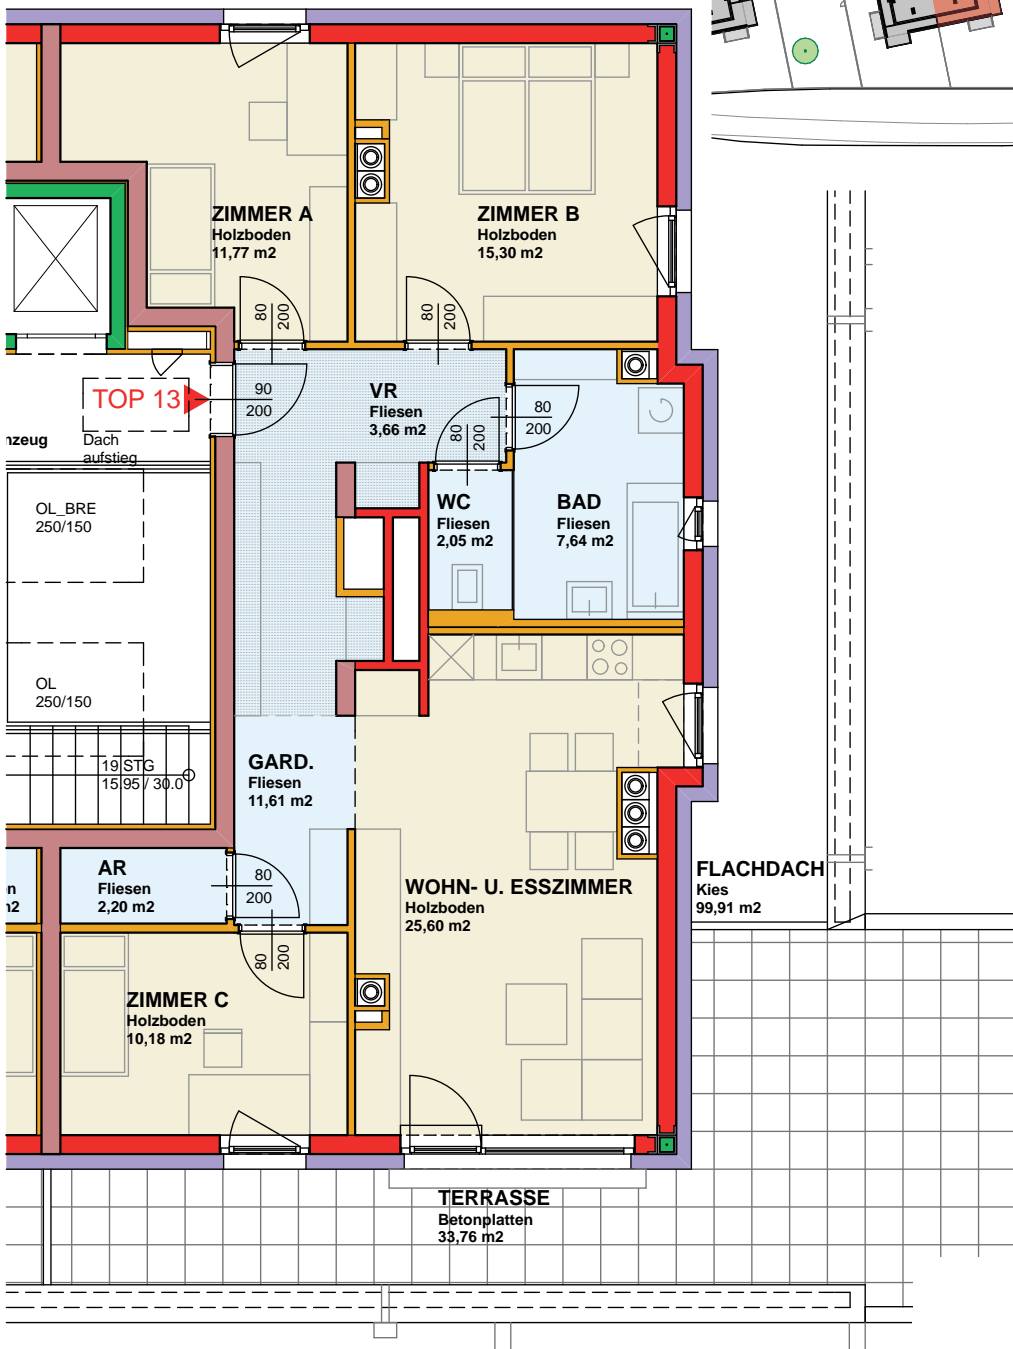 ZIMMER A
Holzboden
11,77 m2
ZIMMER B
Holzboden
15,30 m2
80
200
80
200
TOP 13
90
200
VR
Fliesen
3,66 m2
80
200
80
200
nzeug
Dach
aufstieg
OL_BRE
250/150
WC
Fliesen
2,05 m2
BAD
Fliesen
7,64 m2
OL
250/150
19 STG
15.95 / 30.0
GARD.
Fliesen
11,61 m2
AR
Fliesen
2,20 m2
80
200
en
m2
WOHN- U. ESSZIMMER
Holzboden
25,60 m2
FLACHDACH
Kies
99,91 m2
80
200
ZIMMER C
Holzboden
10,18 m2
TERRASSE
Betonplatten
33,76 m2